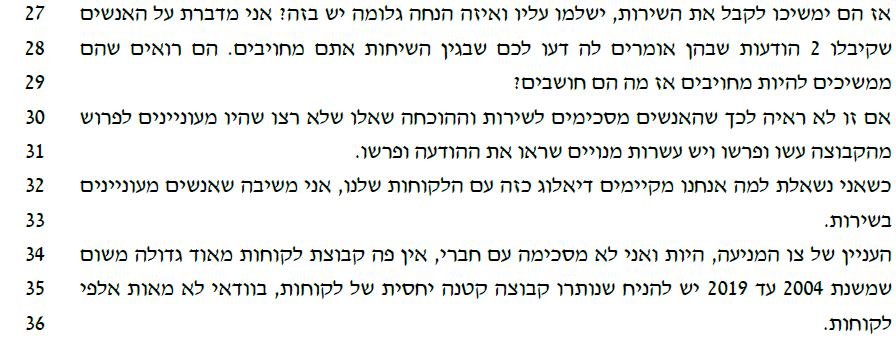 אז הם ימשיכו לקבל את השירות, ישלמו עליו ואיזה הנחה גלומה יש בזה? אני מדברת על האנשים 27
שקיבלו 2 הודעות שבהן אומרים לה דעו לכם שבגין השיחות אתם מחויבים. הם רואים שהם 28
ממשיכים להיות מחויבים אז מה הם חושבים? 29
אם זו לא ראיה לכך שהאנשים מסכימים לשירות וההוכחה שאלו שלא רצו שהיו מעוניינים לפרוש 30
מהקבוצה עשו ופרשו ויש עשרות מנויים שראו את ההודעה ופרשו. 31
כשאני נשאלת למה אנחנו מקיימים דיאלוג כזה עם הלקוחות שלנו, אני משיבה שאנשים מעוניינים 32
בשירות. 33
העניין של צו המניעה, היות ואני לא מסכימה עם חברי, אין פה קבוצת לקוחות מאוד גדולה משום 34
שמשנת 2004 עד 2019 יש להניח שנותרו קבוצה קטנה יחסית של לקוחות, בוודאי לא מאות אלפי 35
לקוחות. 36